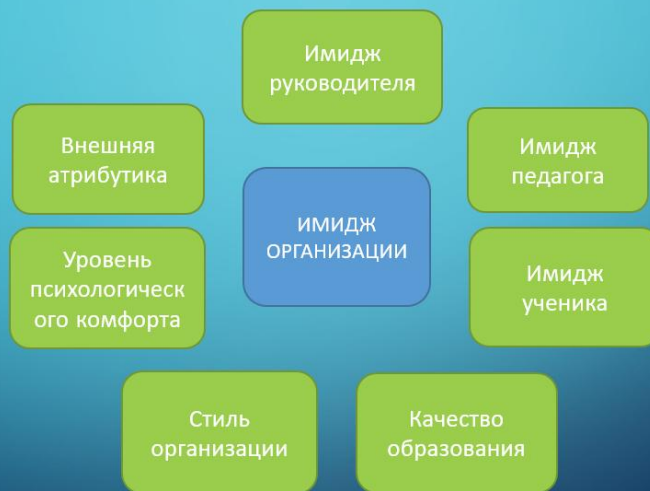 Имидж
руководителя
Внешняя
атрибутика
Имидж
педагога
ИМИДЖ
ОРГАНИЗАЦИИ
Уровень
психологическ
ого комфорта
Имидж
ученика
Стиль
организации
Качество
образования